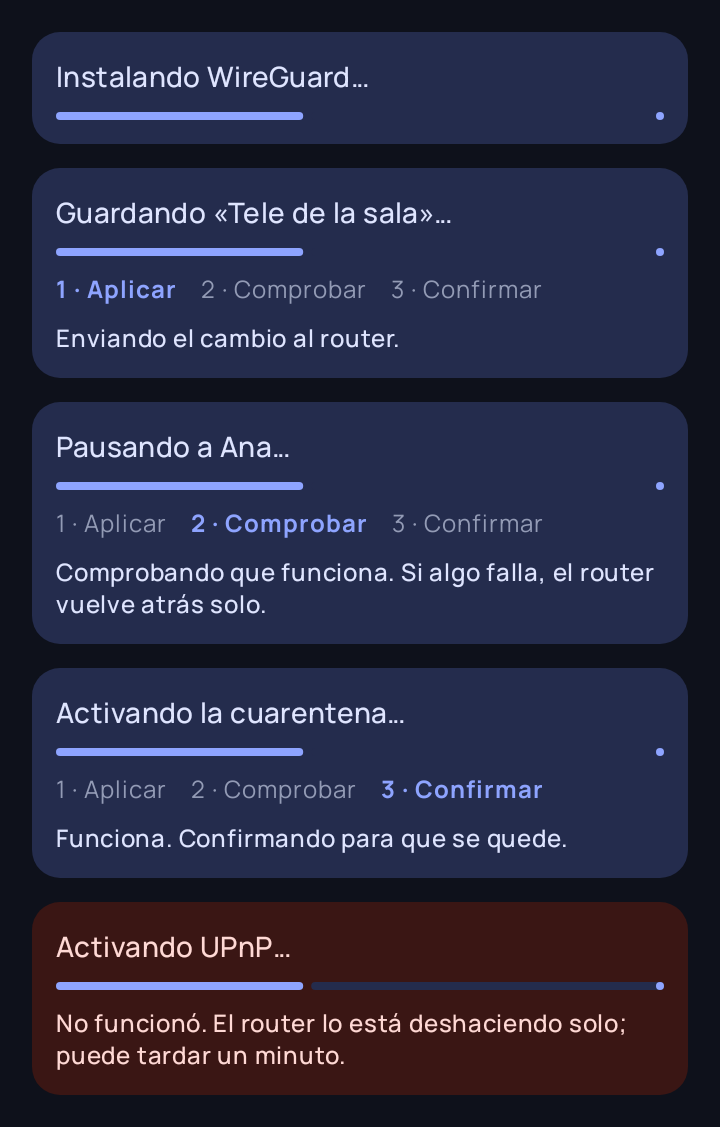 Instalando WireGuard…
Guardando «Tele de la sala»…
1 · Aplicar 2 · Comprobar 3 · Confirmar
Enviando el cambio al router.
Pausando a Ana…
1 · Aplicar 2 · Comprobar 3 · Confirmar
Comprobando que funciona. Si algo falla, el router
vuelve atrás solo.
Activando la cuarentena…
1 · Aplicar 2 · Comprobar 3 · Confirmar
Funciona. Confirmando para que se quede.
Activando UPnP…
No funcionó. El router lo está deshaciendo solo;
puede tardar un minuto.